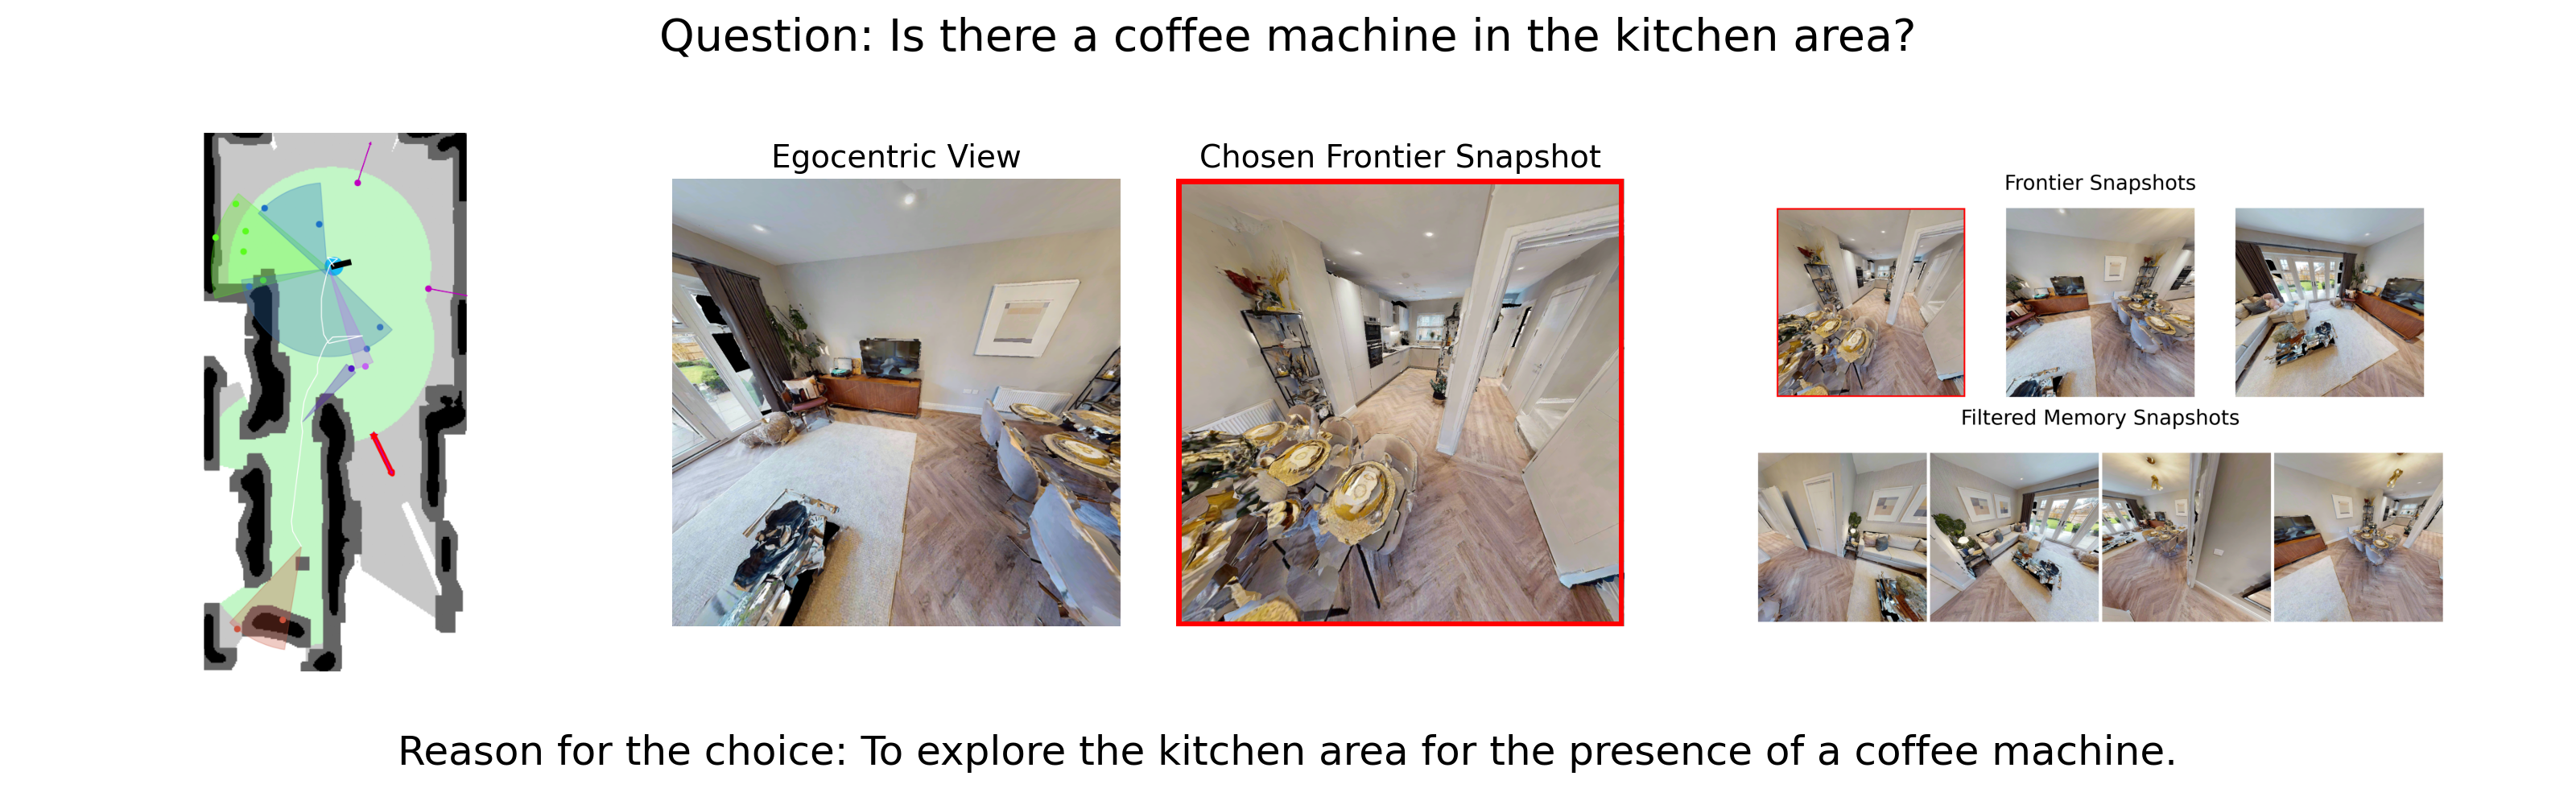 Question: Is there a coffee machine in the kitchen area?
Egocentric View
Chosen Frontier Snapshot
Frontier Snapshots
Filtered Memory Snapshots
Reason for the choice: To explore the kitchen area for the presence of a coffee machine.